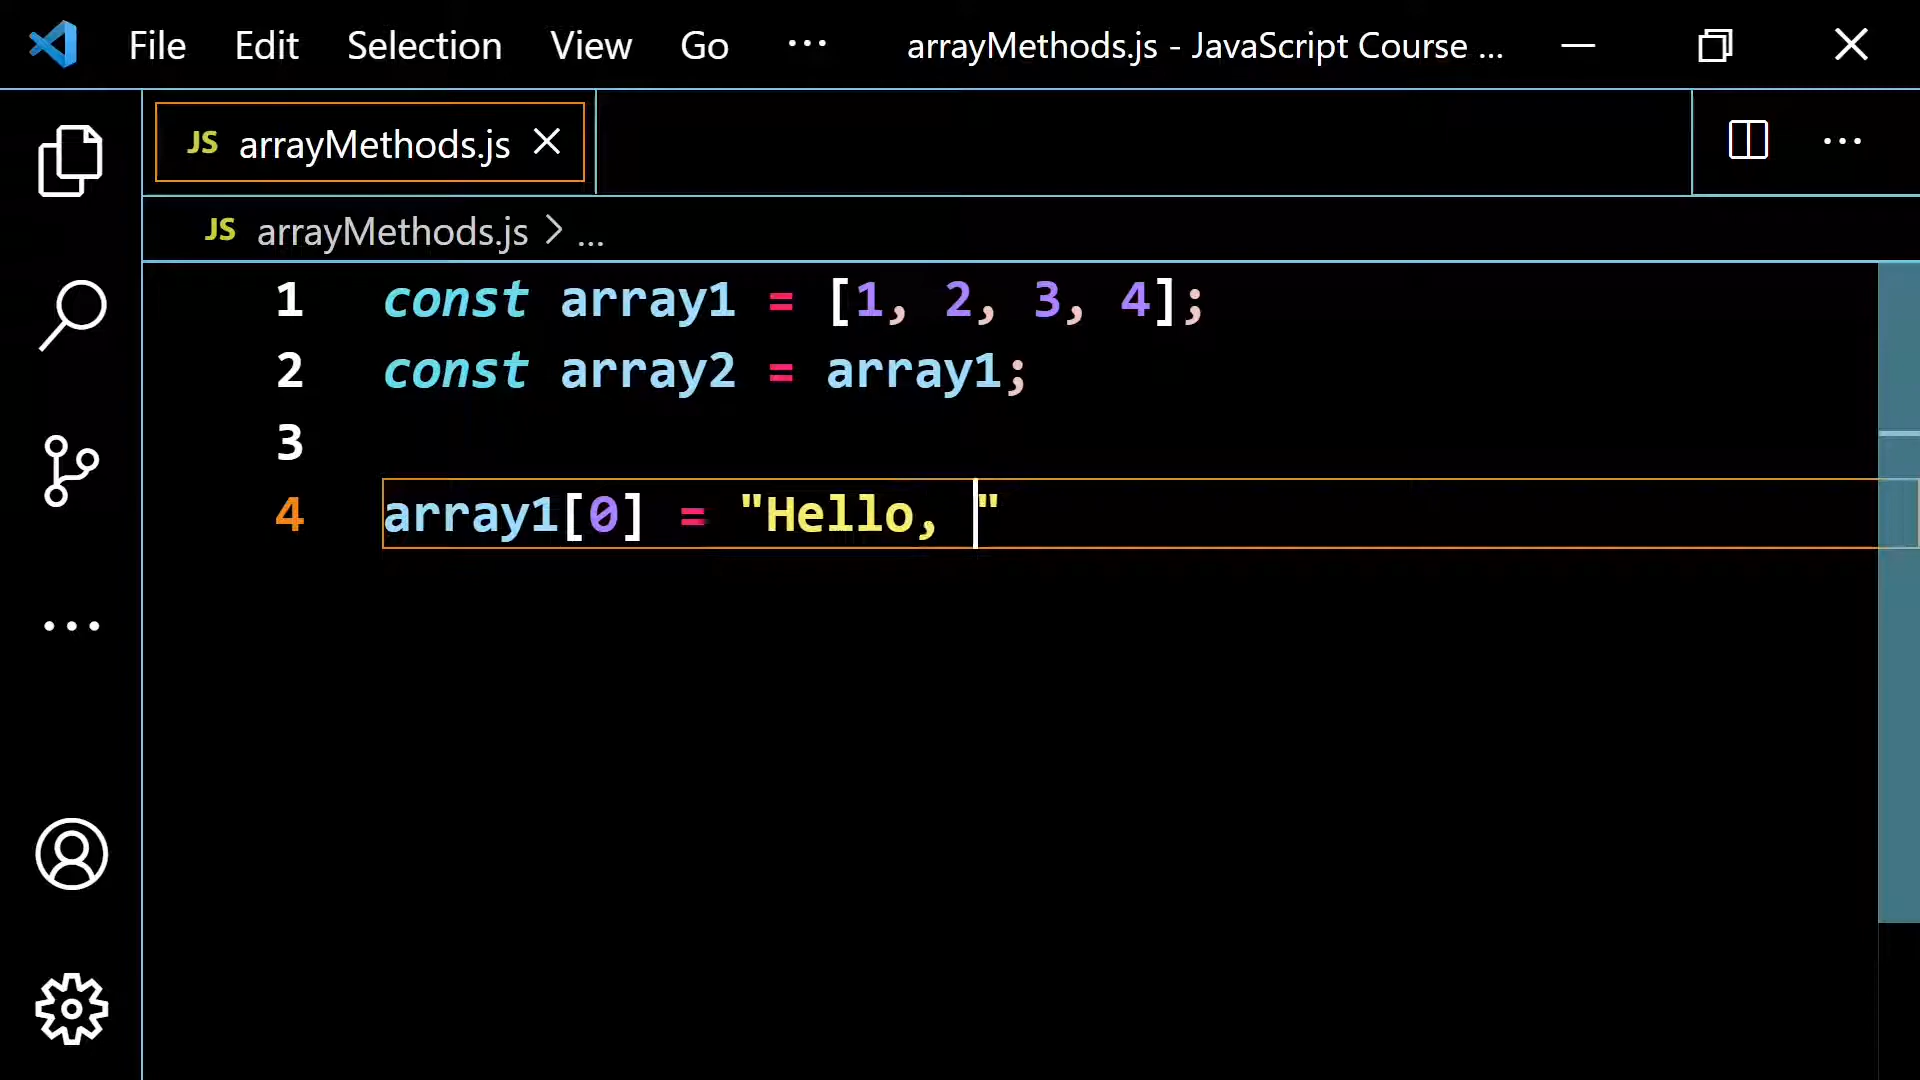 File Edit Selection View Go ... arrayMethods.js - JavaScript Course ...
JS arrayMethods.js
JS arrayMethods.js > ...
1 const array1 = [1, 2, 3, 4];
2 const array2 = array1;
3
4 array1[0] = "Hello, "